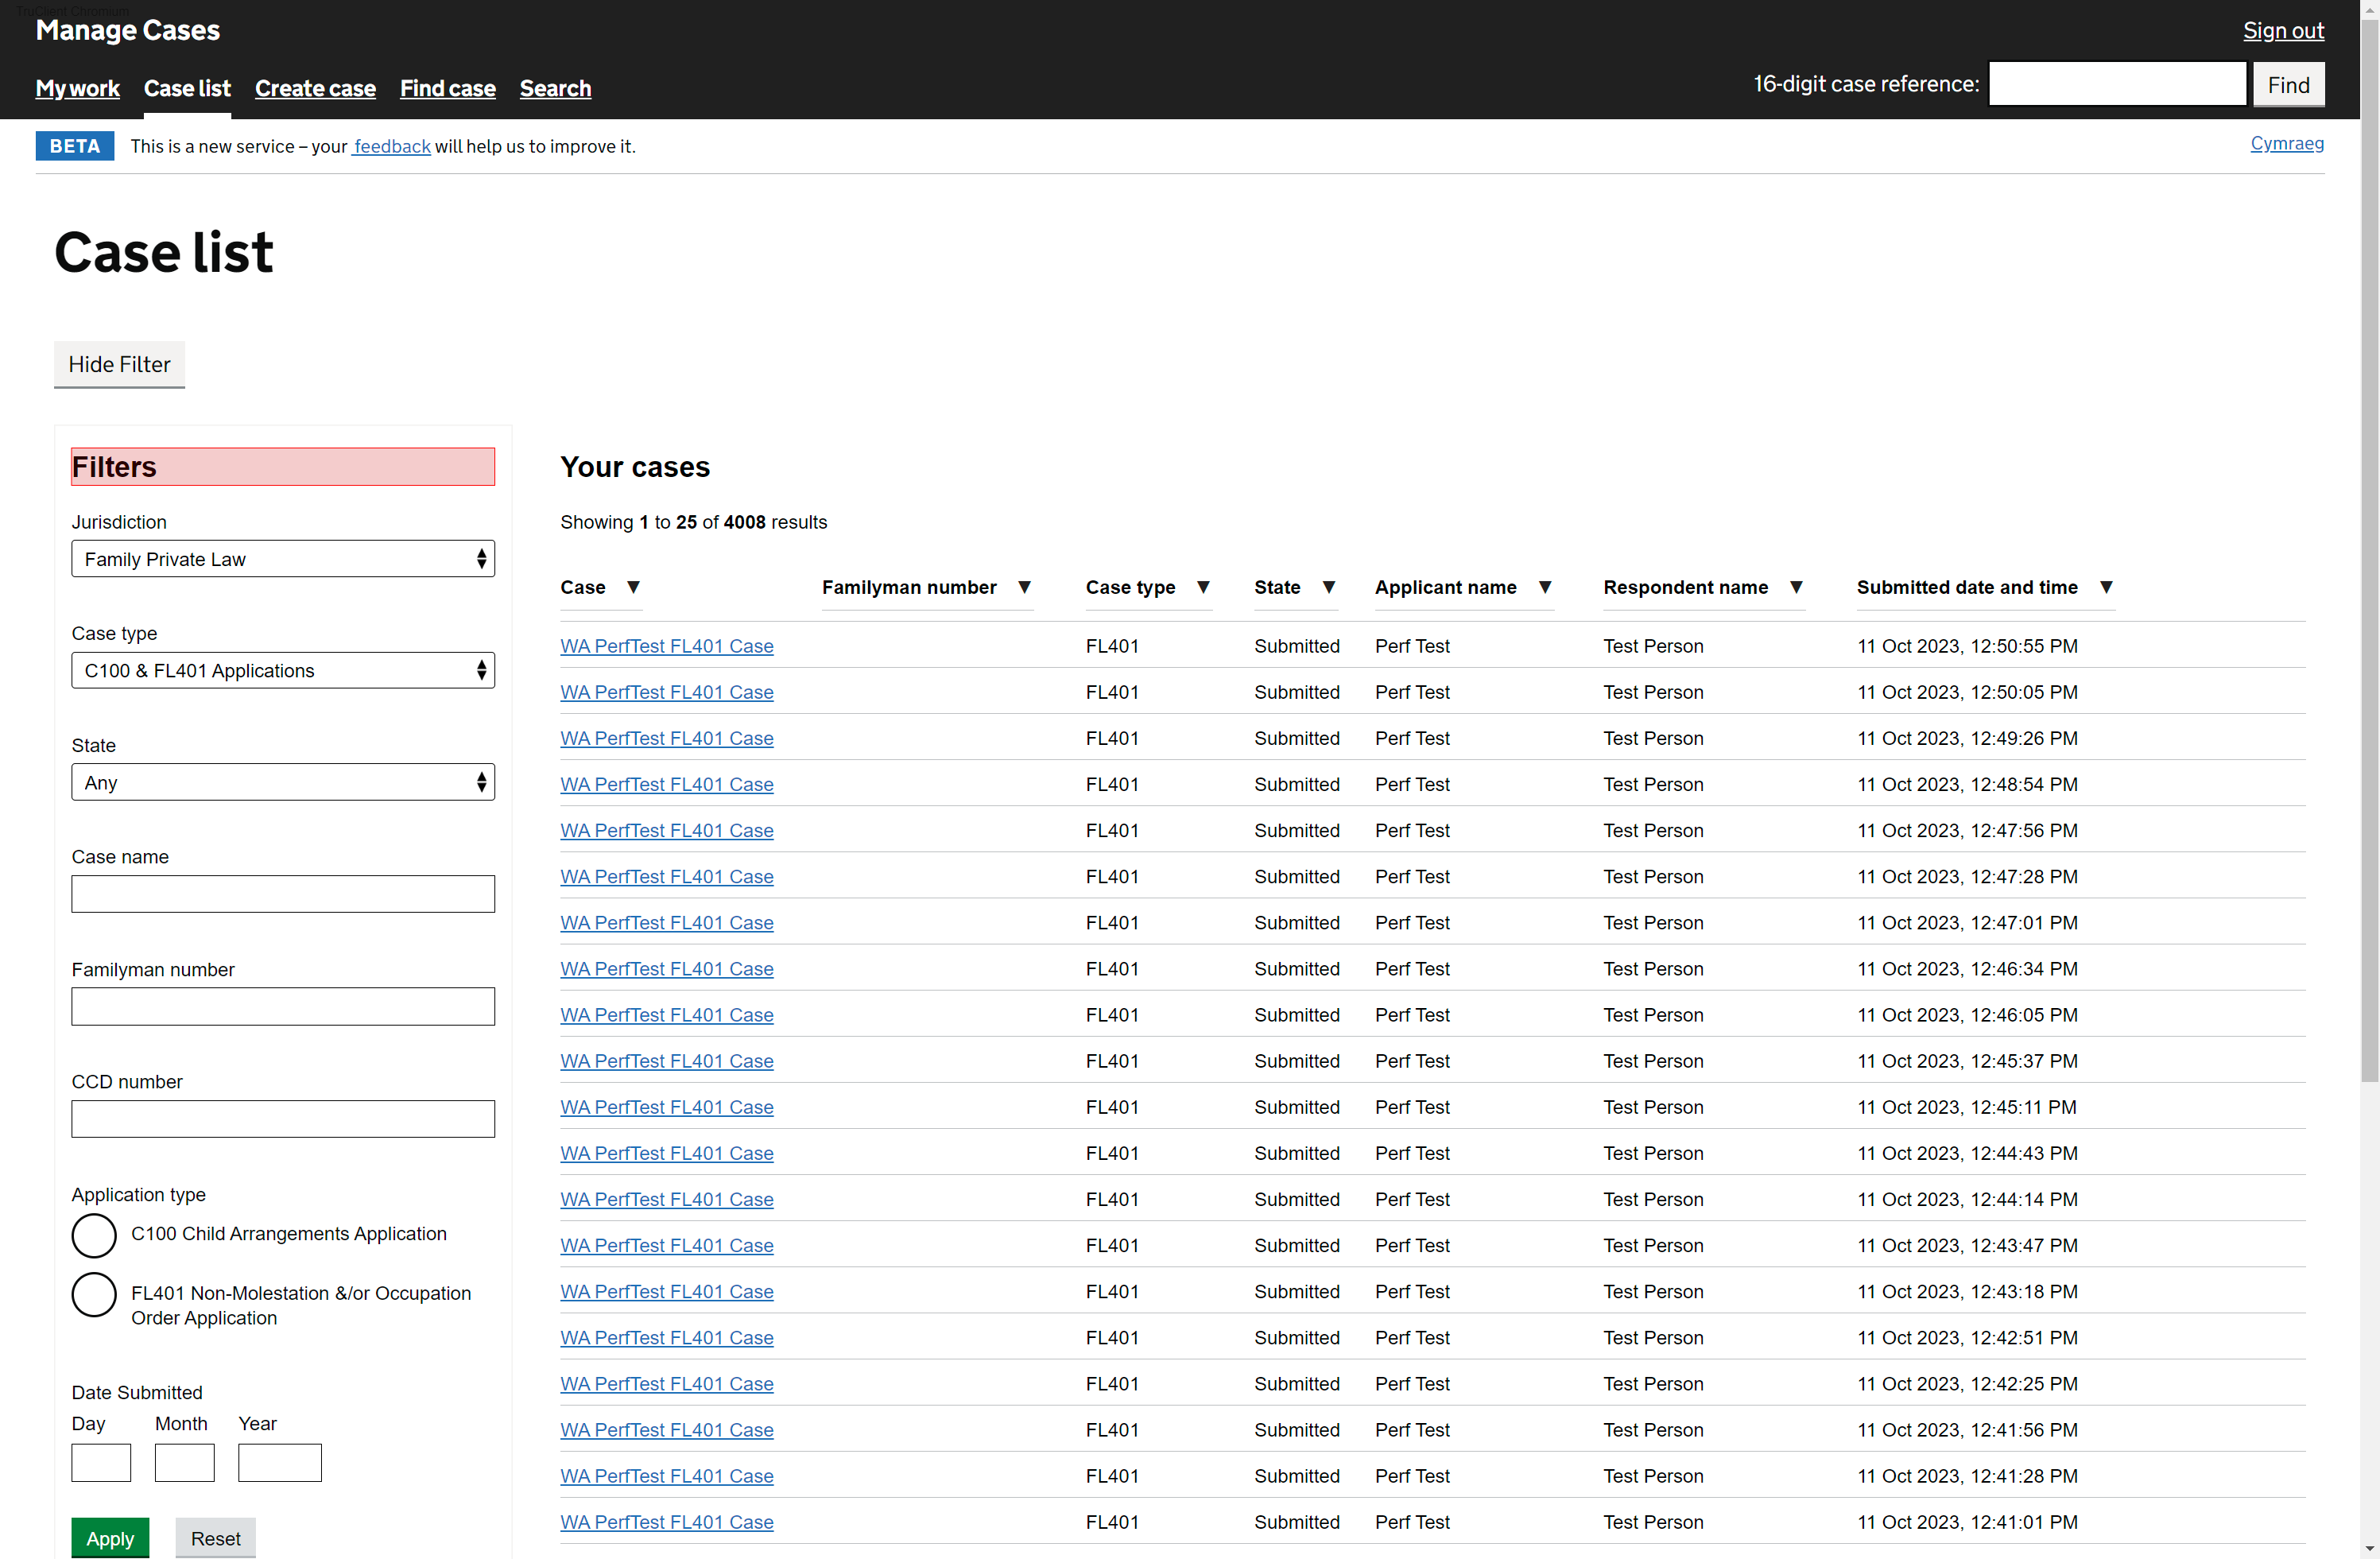 TruClient Chromium
Manage Cases
Sign out
My work Case list Create case Find case Search
16-digit case reference: Find
BETA This is a new service – your feedback will help us to improve it.
Cymraeg
Case list
Hide Filter
Filters
Jurisdiction
Family Private Law
Case type
C100 & FL401 Applications
State
Any
Case name
Familyman number
CCD number
Application type
C100 Child Arrangements Application
FL401 Non-Molestation &/or Occupation
Order Application
Date Submitted
Day Month Year
Apply Reset
Your cases
Showing 1 to 25 of 4008 results
Case ▼ Familyman number ▼ Case type ▼ State ▼ Applicant name ▼ Respondent name ▼ Submitted date and time ▼
WA PerfTest FL401 Case FL401 Submitted Perf Test Test Person 11 Oct 2023, 12:50:55 PM
WA PerfTest FL401 Case FL401 Submitted Perf Test Test Person 11 Oct 2023, 12:50:05 PM
WA PerfTest FL401 Case FL401 Submitted Perf Test Test Person 11 Oct 2023, 12:49:26 PM
WA PerfTest FL401 Case FL401 Submitted Perf Test Test Person 11 Oct 2023, 12:48:54 PM
WA PerfTest FL401 Case FL401 Submitted Perf Test Test Person 11 Oct 2023, 12:47:56 PM
WA PerfTest FL401 Case FL401 Submitted Perf Test Test Person 11 Oct 2023, 12:47:28 PM
WA PerfTest FL401 Case FL401 Submitted Perf Test Test Person 11 Oct 2023, 12:47:01 PM
WA PerfTest FL401 Case FL401 Submitted Perf Test Test Person 11 Oct 2023, 12:46:34 PM
WA PerfTest FL401 Case FL401 Submitted Perf Test Test Person 11 Oct 2023, 12:46:05 PM
WA PerfTest FL401 Case FL401 Submitted Perf Test Test Person 11 Oct 2023, 12:45:37 PM
WA PerfTest FL401 Case FL401 Submitted Perf Test Test Person 11 Oct 2023, 12:45:11 PM
WA PerfTest FL401 Case FL401 Submitted Perf Test Test Person 11 Oct 2023, 12:44:43 PM
WA PerfTest FL401 Case FL401 Submitted Perf Test Test Person 11 Oct 2023, 12:44:14 PM
WA PerfTest FL401 Case FL401 Submitted Perf Test Test Person 11 Oct 2023, 12:43:47 PM
WA PerfTest FL401 Case FL401 Submitted Perf Test Test Person 11 Oct 2023, 12:43:18 PM
WA PerfTest FL401 Case FL401 Submitted Perf Test Test Person 11 Oct 2023, 12:42:51 PM
WA PerfTest FL401 Case FL401 Submitted Perf Test Test Person 11 Oct 2023, 12:42:25 PM
WA PerfTest FL401 Case FL401 Submitted Perf Test Test Person 11 Oct 2023, 12:41:56 PM
WA PerfTest FL401 Case FL401 Submitted Perf Test Test Person 11 Oct 2023, 12:41:28 PM
WA PerfTest FL401 Case FL401 Submitted Perf Test Test Person 11 Oct 2023, 12:41:01 PM